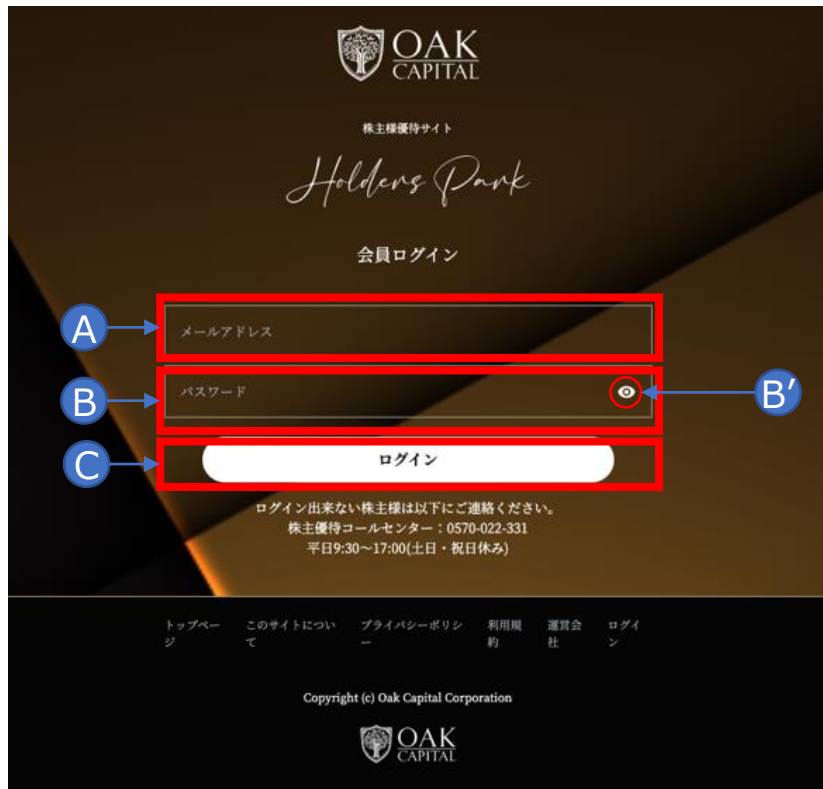 OAK
CAPITAL
株主様優待サイト
Holders Park
会員ログイン
A
メールアドレス
B
パスワード
B′
C
ログイン
ログイン出来ない株主様は以下にご連絡ください。
株主優待コールセンター：0570-022-331
平日9:30～17:00(土日・祝日休み)
トップペー このサイトについ プライバシーポリシ 利用規 運営会 ログイ
ジ て ー 約 社 ン
Copyright (c) Oak Capital Corporation
OAK
CAPITAL